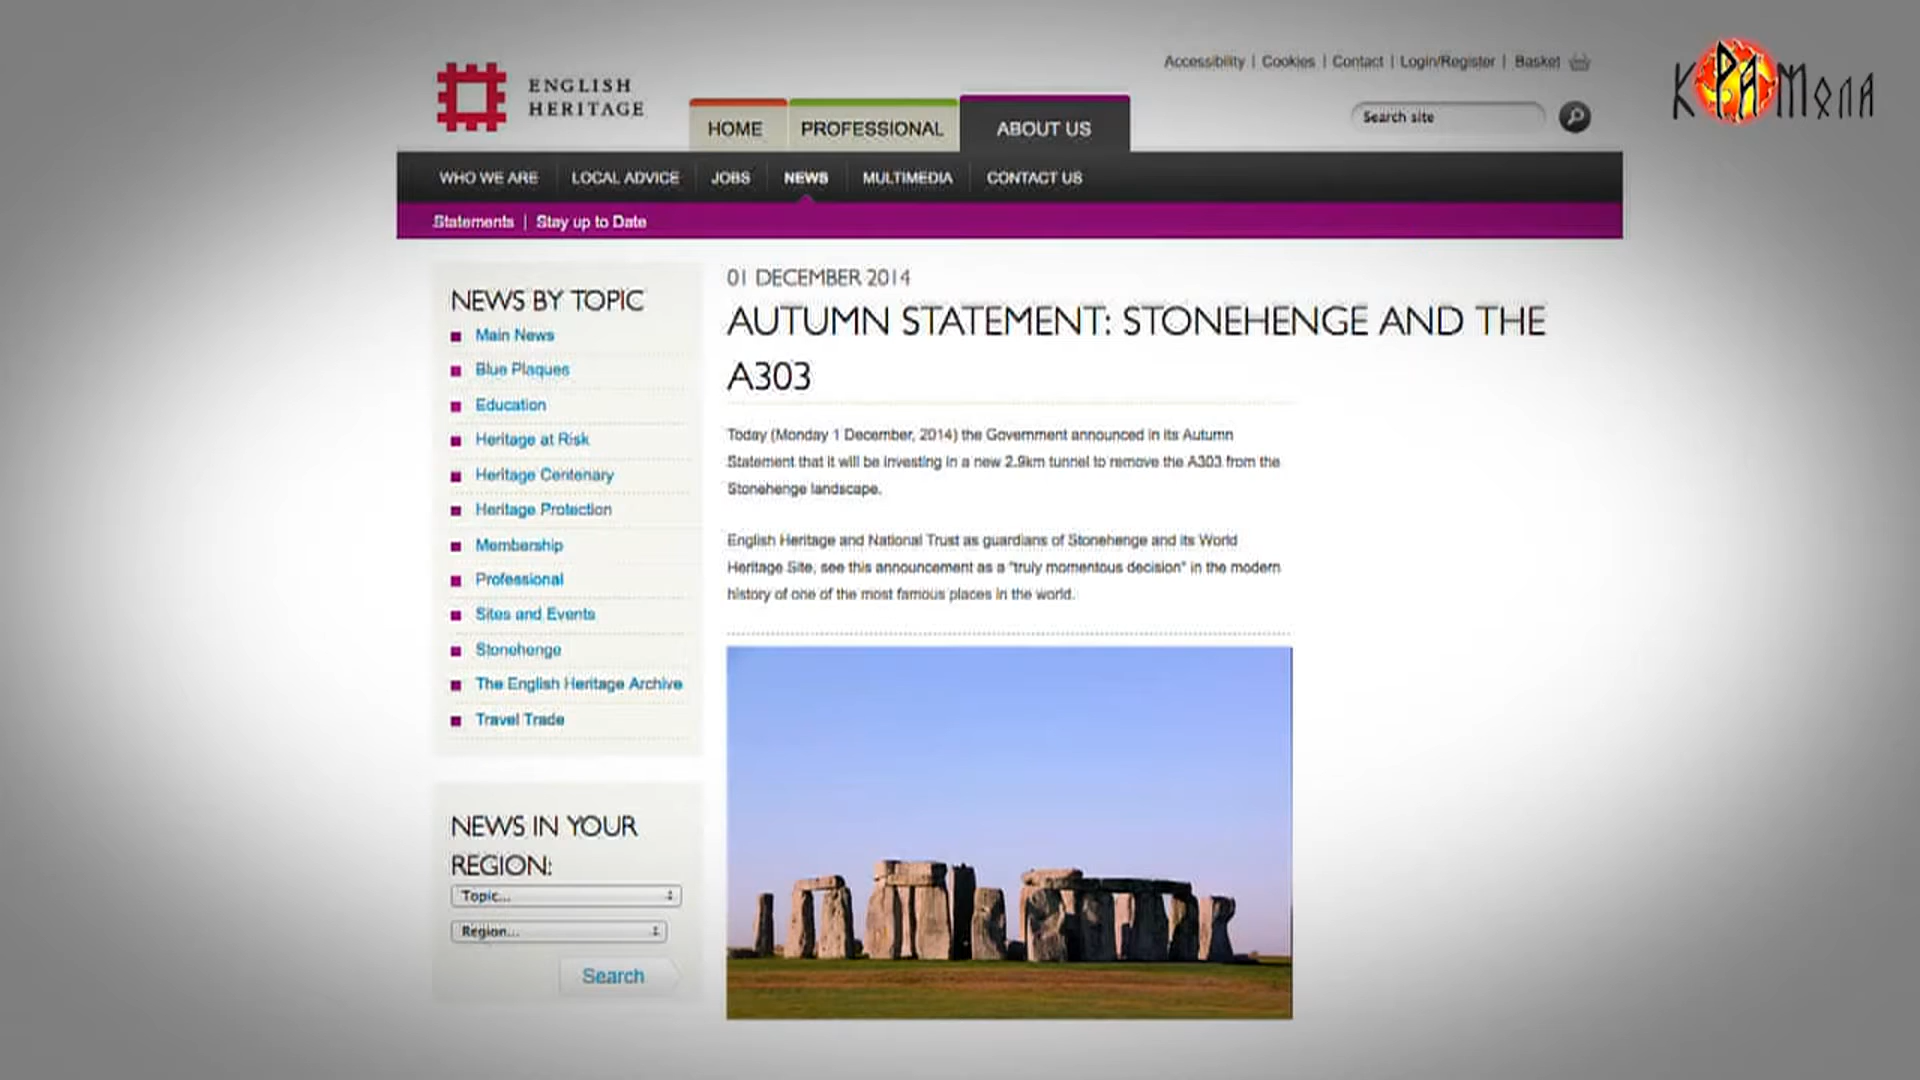 Accessibility | Cookies | Contact | Login/Register | Basket
КРАМОЛА
ENGLISH
HERITAGE
HOME
PROFESSIONAL
ABOUT US
Search site
WHO WE ARE
LOCAL ADVICE
JOBS
NEWS
MULTIMEDIA
CONTACT US
Statements | Stay up to Date
NEWS BY TOPIC
Main News
Blue Plaques
Education
Heritage at Risk
Heritage Centenary
Heritage Protection
Membership
Professional
Sites and Events
Stonehenge
The English Heritage Archive
Travel Trade
NEWS IN YOUR
REGION:
Topic...
Region...
Search
01 DECEMBER 2014
AUTUMN STATEMENT: STONEHENGE AND THE
A303
Today (Monday 1 December, 2014) the Government announced in its Autumn
Statement that it will be investing in a new 2.9km tunnel to remove the A303 from the
Stonehenge landscape.
English Heritage and National Trust as guardians of Stonehenge and its World
Heritage Site, see this announcement as a "truly momentous decision" in the modern
history of one of the most famous places in the world.